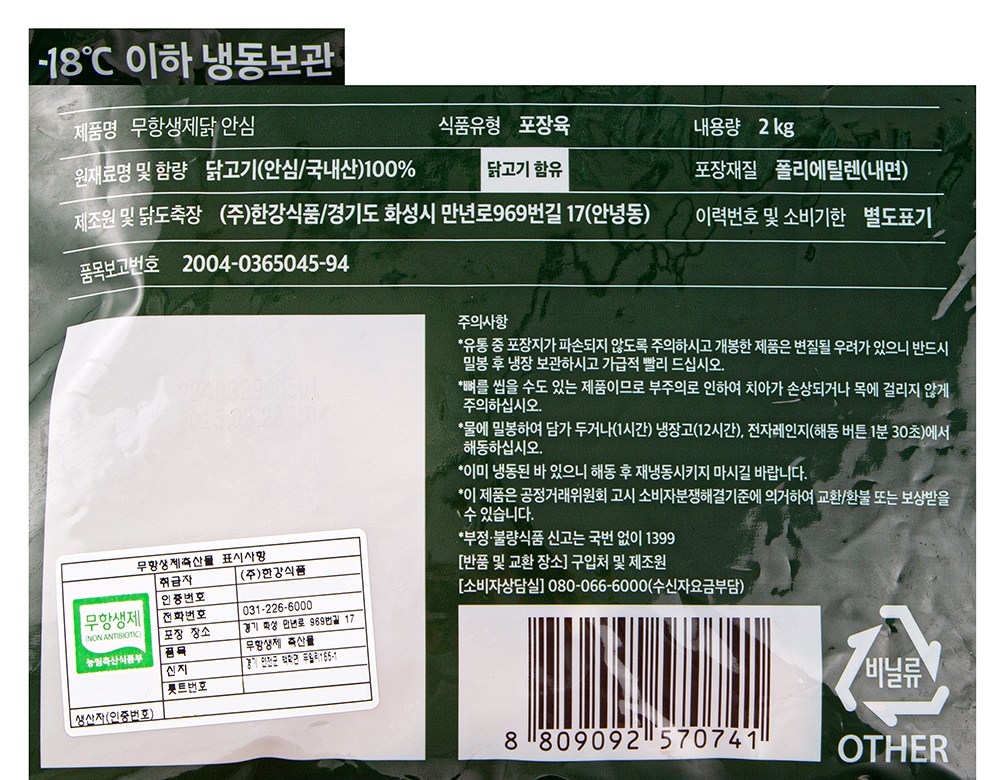 -18℃ 이하 냉동보관
제품명 무항생제닭 안심 식품유형 포장육 내용량 2 kg
원재료명 및 함량 닭고기(안심/국내산)100% 닭고기 함유 포장재질 폴리에틸렌(내면)
제조원 및 닭도축장 (주)한강식품/경기도 화성시 만년로969번길 17(안녕동) 이력번호 및 소비기한 별도표기
품목보고번호 2004-0365045-94
주의사항
*유통 중 포장지가 파손되지 않도록 주의하시고 개봉한 제품은 변질될 우려가 있으니 반드시
밀봉 후 냉장 보관하시고 가급적 빨리 드십시오.
*뼈를 씹을 수도 있는 제품이므로 부주의로 인하여 치아가 손상되거나 목에 걸리지 않게
주의하십시오.
*물에 밀봉하여 담가 두거나(1시간) 냉장고(12시간), 전자레인지(해동 버튼 1분 30초)에서
해동하십시오.
*이미 냉동된 바 있으니 해동 후 재냉동시키지 마시길 바랍니다.
*이 제품은 공정거래위원회 고시 소비자분쟁해결기준에 의거하여 교환/환불 또는 보상받을
수 있습니다.
*부정·불량식품 신고는 국번 없이 1399
[반품 및 교환 장소] 구입처 및 제조원
[소비자상담실] 080-066-6000(수신자요금부담)
무항생제축산물 표시사항
취급자 (주)한강식품
인증번호
전화번호 031-226-6000
포장 장소 경기 화성 만년로 969번길 17
품목 무항생제 축산물
신지
롯트번호
생산자(인증번호)
무항생제
(NON ANTIBIOTIC)
농림축산식품부
8 809092 570741
비닐류
OTHER